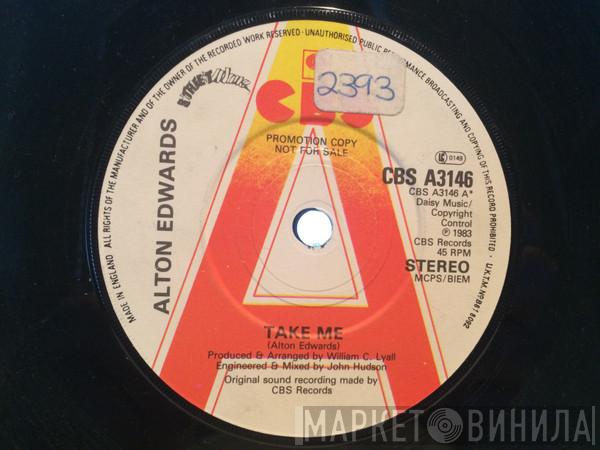 MADE IN ENGLAND. ALL RIGHTS OF THE MANUFACTURER AND OF THE OWNER OF THE RECORDED WORK RESERVED · UNAUTHORISED PUBLIC PERFORMANCE BROADCASTING AND COPYING OF THIS RECORD PROHIBITED · U.K.T.M.
ALTON EDWARDS
STREETWAVE
2393
CBS
PROMOTION COPY
NOT FOR SALE
K 0149
CBS A3146
CBS A3146 A*
Daisy Music/
Copyright
Control
℗ 1983
CBS Records
45 RPM
STEREO
MCPS/BIEM
A
TAKE ME
(Alton Edwards)
Produced & Arranged by William C. Lyall
Engineered & Mixed by John Hudson
Original sound recording made by
CBS Records
МАРКЕТ ВИНИЛА